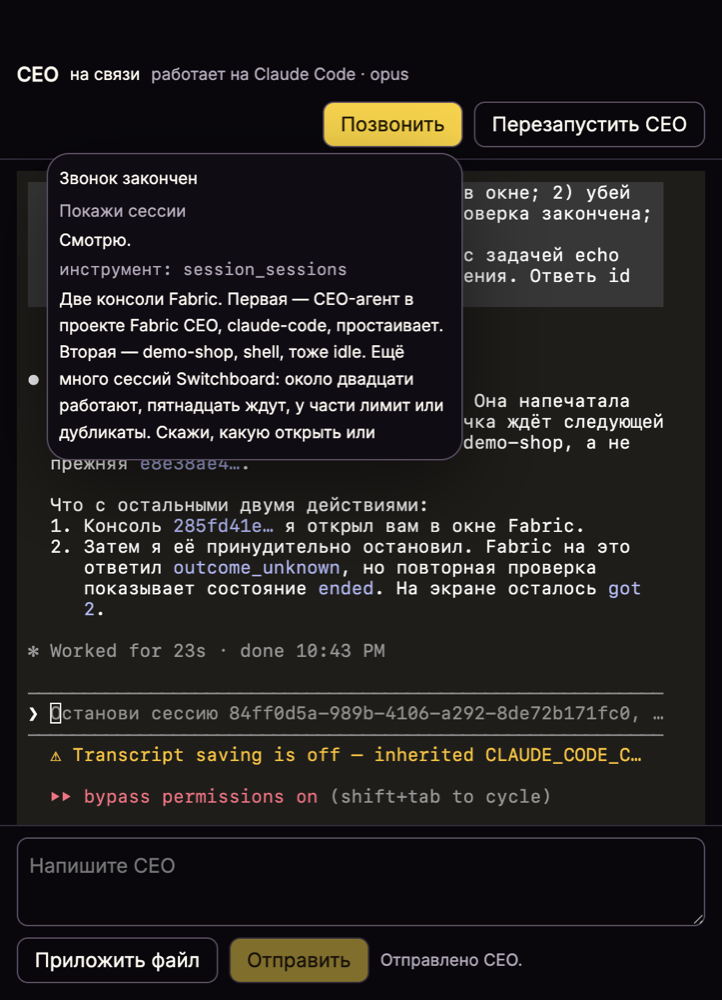 CEO на связи работает на Claude Code · opus
Позвонить
Перезапустить CEO
Звонок закончен
Покажи сессии
Смотрю.
инструмент: session_sessions
Две консоли Fabric. Первая — CEO-агент в
проекте Fabric CEO, claude-code, простаивает.
Вторая — demo-shop, shell, тоже idle. Ещё
много сессий Switchboard: около двадцати
работают, пятнадцать ждут, у части лимит или
дубликаты. Скажи, какую открыть или
в окне; 2) убей
оверка закончена;
с задачей echo
ения. Ответь id
Она напечатала
чка ждёт следующей
demo-shop, а не
прежняя e8e38ae4….
Что с остальными двумя действиями:
1. Консоль 285fd41e… я открыл вам в окне Fabric.
2. Затем я её принудительно остановил. Fabric на это
ответил outcome_unknown, но повторная проверка
показывает состояние ended. На экране осталось got
2.
✻ Worked for 23s · done 10:43 PM
❯ Останови сессию 84ff0d5a-989b-4106-a292-8de72b171fc0, …
⚠ Transcript saving is off — inherited CLAUDE_CODE_C…
▸▸ bypass permissions on (shift+tab to cycle)
Напишите CEO
Приложить файл
Отправить
Отправлено CEO.